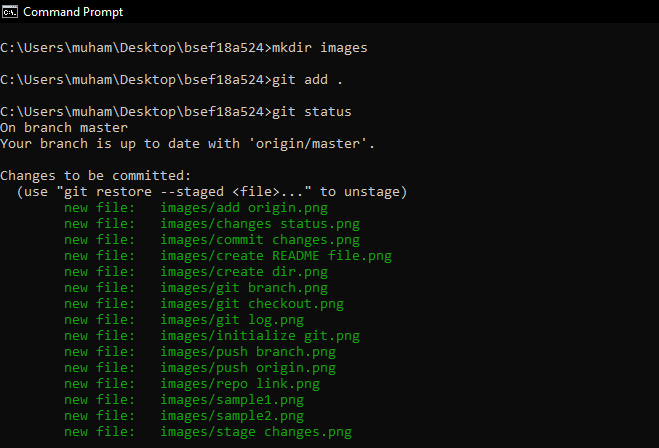 Command Prompt
C:\Users\muham\Desktop\bsef18a524>mkdir images
C:\Users\muham\Desktop\bsef18a524>git add .
C:\Users\muham\Desktop\bsef18a524>git status
On branch master
Your branch is up to date with 'origin/master'.
Changes to be committed:
(use "git restore --staged <file>..." to unstage)
new file: images/add origin.png
new file: images/changes status.png
new file: images/commit changes.png
new file: images/create README file.png
new file: images/create dir.png
new file: images/git branch.png
new file: images/git checkout.png
new file: images/git log.png
new file: images/initialize git.png
new file: images/push branch.png
new file: images/push origin.png
new file: images/repo link.png
new file: images/sample1.png
new file: images/sample2.png
new file: images/stage changes.png